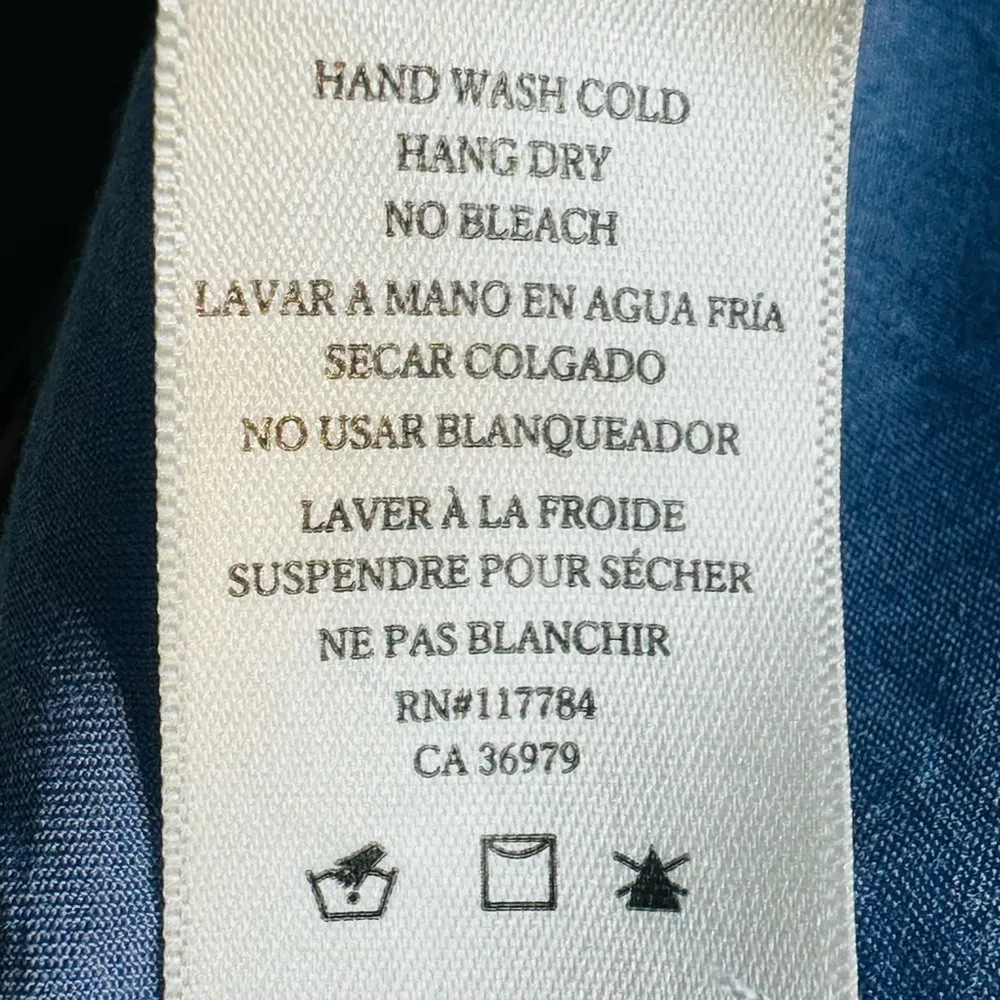 HAND WASH COLD
HANG DRY
NO BLEACH
LAVAR A MANO EN AGUA FRÍA
SECAR COLGADO
NO USAR BLANQUEADOR
LAVER À LA FROIDE
SUSPENDRE POUR SÉCHER
NE PAS BLANCHIR
RN#117784
CA 36979